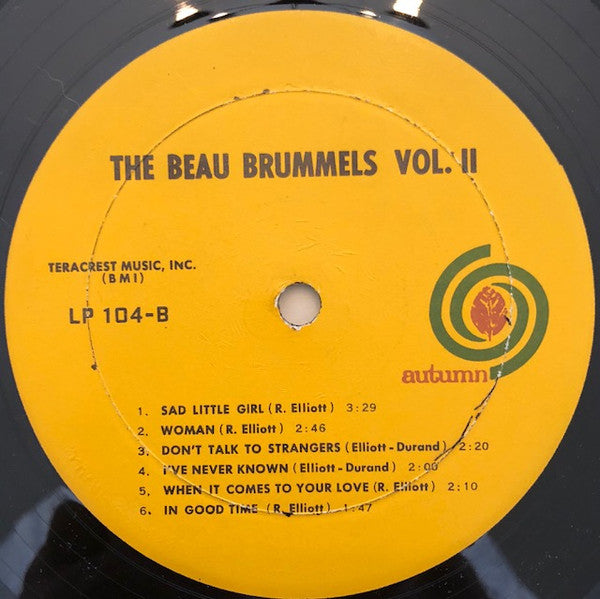 THE BEAU BRUMMELS VOL. II
TERACREST MUSIC, INC.
(BMI)
LP 104-B
autumn
1. SAD LITTLE GIRL (R. Elliott) 3:29
2. WOMAN (R. Elliott) 2:46
3. DON'T TALK TO STRANGERS (Elliott-Durand) 2:20
4. I'VE NEVER KNOWN (Elliott-Durand) 2:00
5. WHEN IT COMES TO YOUR LOVE (R. Elliott) 2:10
6. IN GOOD TIME (R. Elliott) 1:47